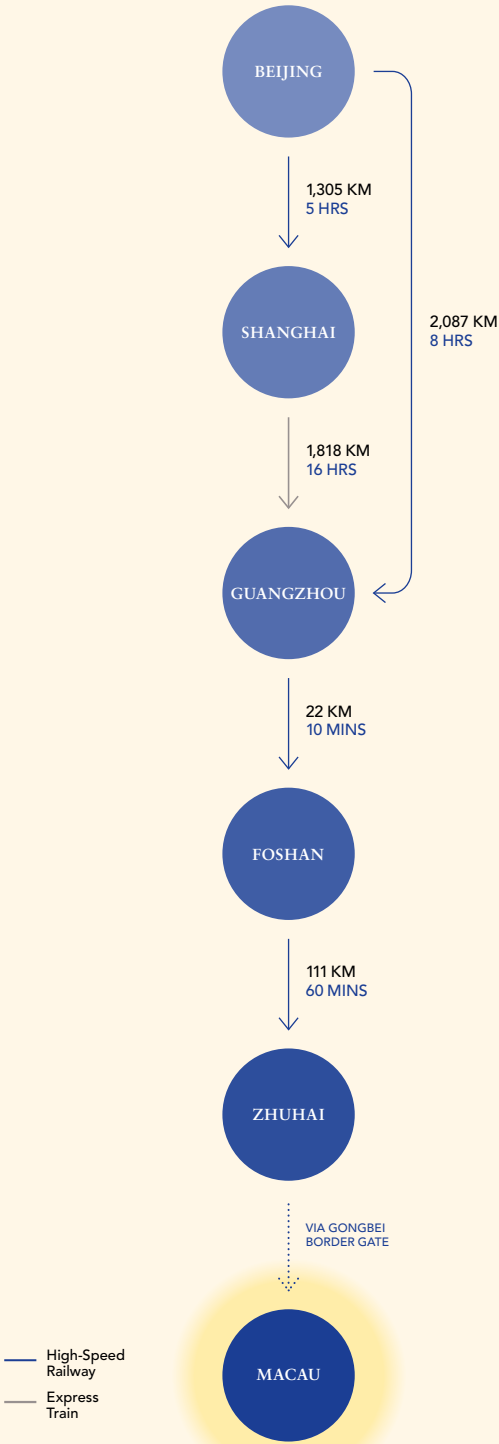 BEIJING
1,305 KM
5 HRS
SHANGHAI
2,087 KM
8 HRS
1,818 KM
16 HRS
GUANGZHOU
22 KM
10 MINS
FOSHAN
111 KM
60 MINS
ZHUHAI
VIA GONGBEI
BORDER GATE
MACAU
High-Speed
Railway
Express
Train